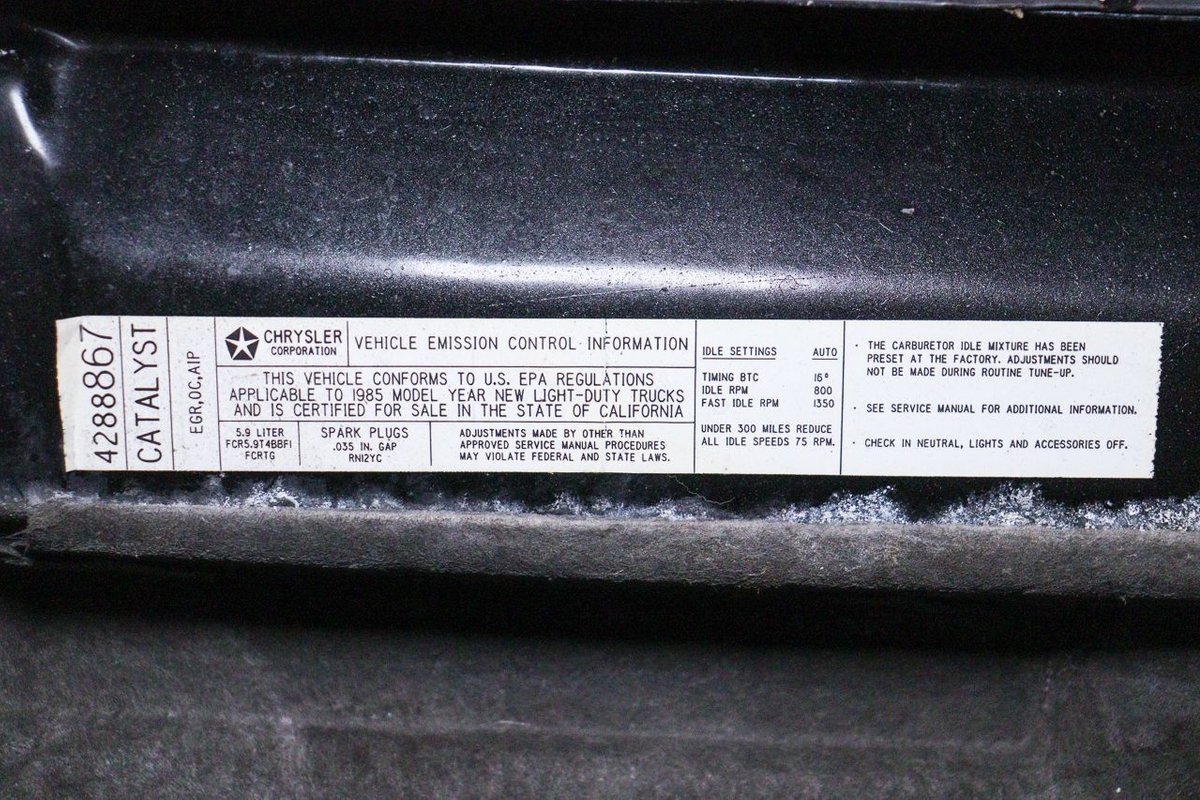 4288867
CATALYST
EGR,OC,AIP
CHRYSLER
CORPORATION
VEHICLE EMISSION CONTROL INFORMATION
THIS VEHICLE CONFORMS TO U.S. EPA REGULATIONS
APPLICABLE TO 1985 MODEL YEAR NEW LIGHT-DUTY TRUCKS
AND IS CERTIFIED FOR SALE IN THE STATE OF CALIFORNIA
5.9 LITER
FCR5.9T4BBF1
FCRTG
SPARK PLUGS
.035 IN. GAP
RN12YC
ADJUSTMENTS MADE BY OTHER THAN
APPROVED SERVICE MANUAL PROCEDURES
MAY VIOLATE FEDERAL AND STATE LAWS.
IDLE SETTINGS AUTO
TIMING BTC 16°
IDLE RPM 800
FAST IDLE RPM 1350
UNDER 300 MILES REDUCE
ALL IDLE SPEEDS 75 RPM.
· THE CARBURETOR IDLE MIXTURE HAS BEEN
PRESET AT THE FACTORY. ADJUSTMENTS SHOULD
NOT BE MADE DURING ROUTINE TUNE-UP.
· SEE SERVICE MANUAL FOR ADDITIONAL INFORMATION.
· CHECK IN NEUTRAL, LIGHTS AND ACCESSORIES OFF.